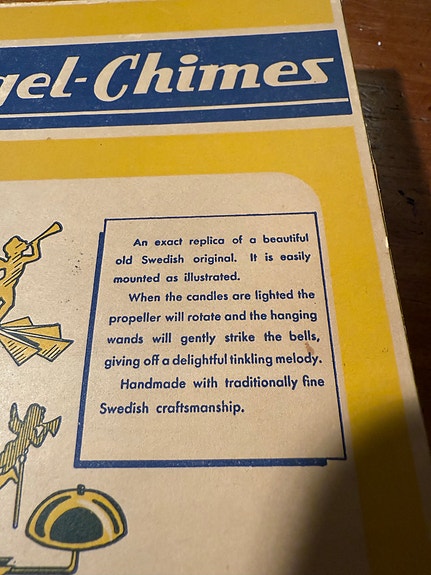 gel-Chimes
An exact replica of a beautiful
old Swedish original. It is easily
mounted as illustrated.
When the candles are lighted the
propeller will rotate and the hanging
wands will gently strike the bells,
giving off a delightful tinkling melody.
Handmade with traditionally fine
Swedish craftsmanship.